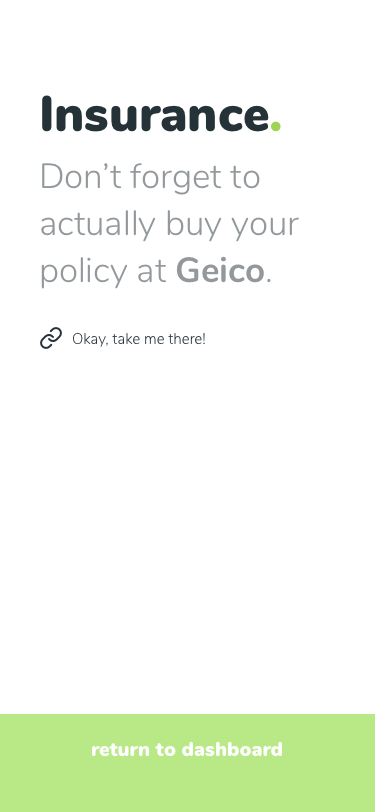 Insurance.
Don’t forget to
actually buy your
policy at Geico.
Okay, take me there!
return to dashboard